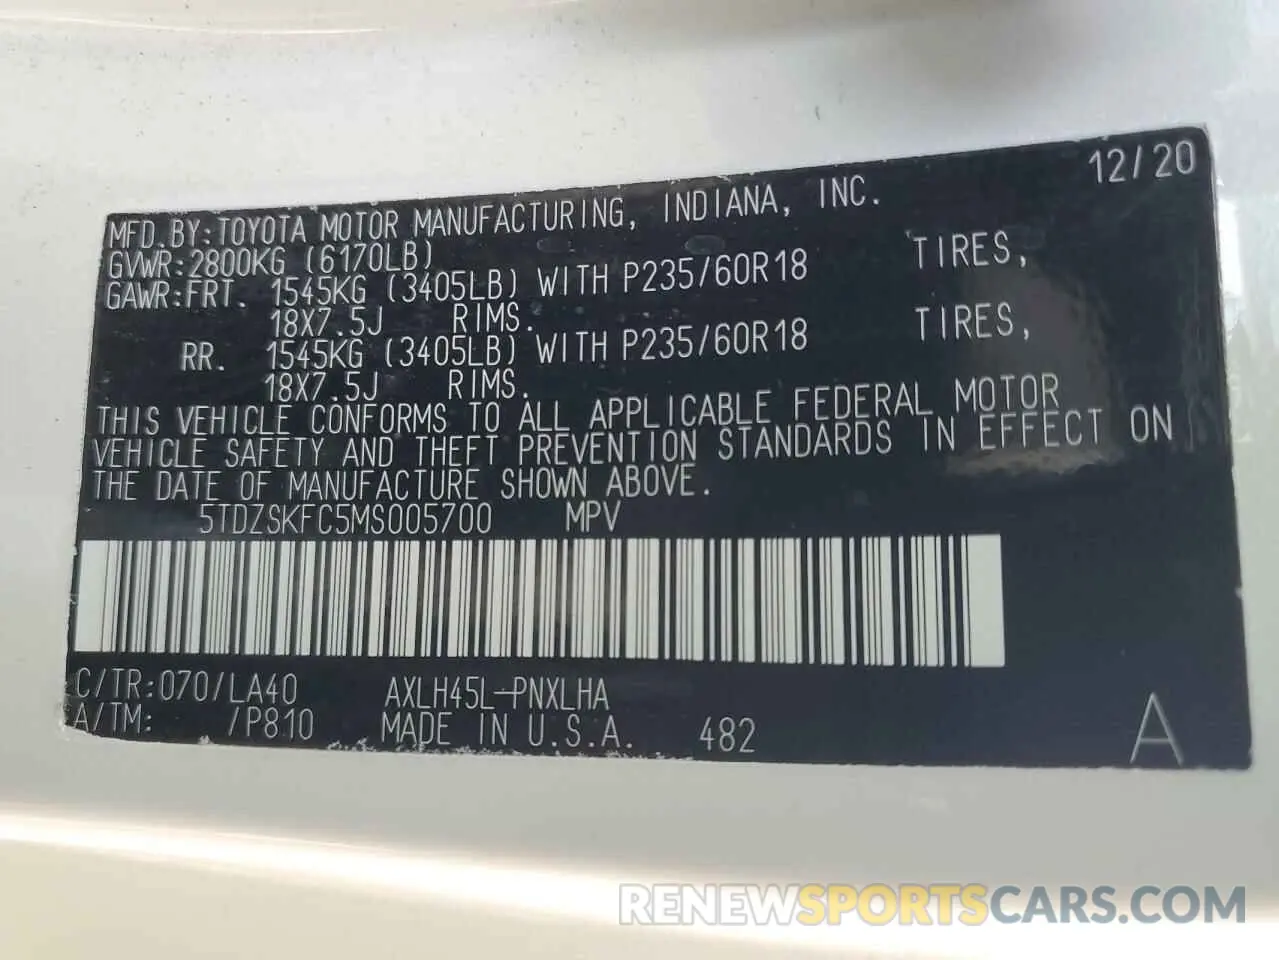 12/20
MFD.BY:TOYOTA MOTOR MANUFACTURING, INDIANA, INC.
GVWR:2800KG (6170LB)
GAWR:FRT. 1545KG (3405LB) WITH P235/60R18 TIRES,
18X7.5J RIMS.
RR. 1545KG (3405LB) WITH P235/60R18 TIRES,
18X7.5J RIMS.
THIS VEHICLE CONFORMS TO ALL APPLICABLE FEDERAL MOTOR
VEHICLE SAFETY AND THEFT PREVENTION STANDARDS IN EFFECT ON
THE DATE OF MANUFACTURE SHOWN ABOVE.
5TDZSKFC5MS005700 MPV
C/TR:070/LA40 AXLH45L-PNXLHA
A/TM: /P810 MADE IN U.S.A. 482 A
RENEWSPORTSCARS.COM